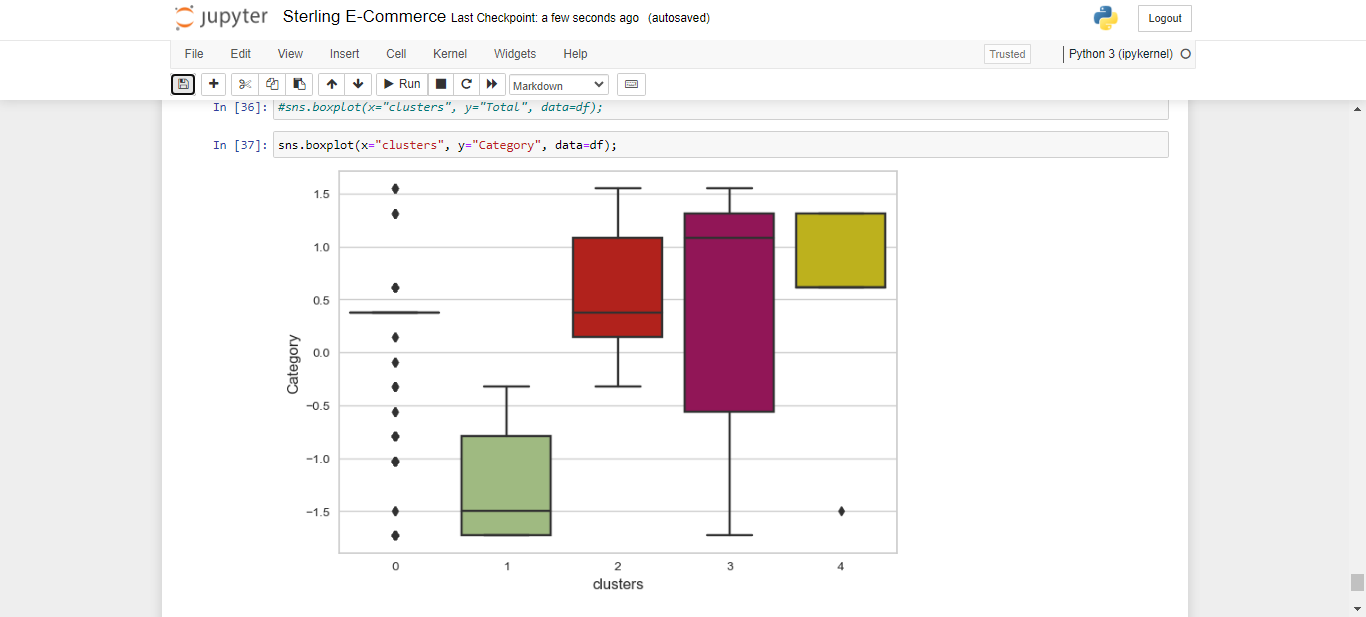 jupyter Sterling E-Commerce Last Checkpoint: a few seconds ago (autosaved) Logout
File Edit View Insert Cell Kernel Widgets Help Trusted Python 3 (ipykernel)
Run Markdown
In [36]: #sns.boxplot(x="clusters", y="Total", data=df);
In [37]: sns.boxplot(x="clusters", y="Category", data=df);
1.5
1.0
0.5
0.0
−0.5
−1.0
−1.5
Category
0 1 2 3 4
clusters